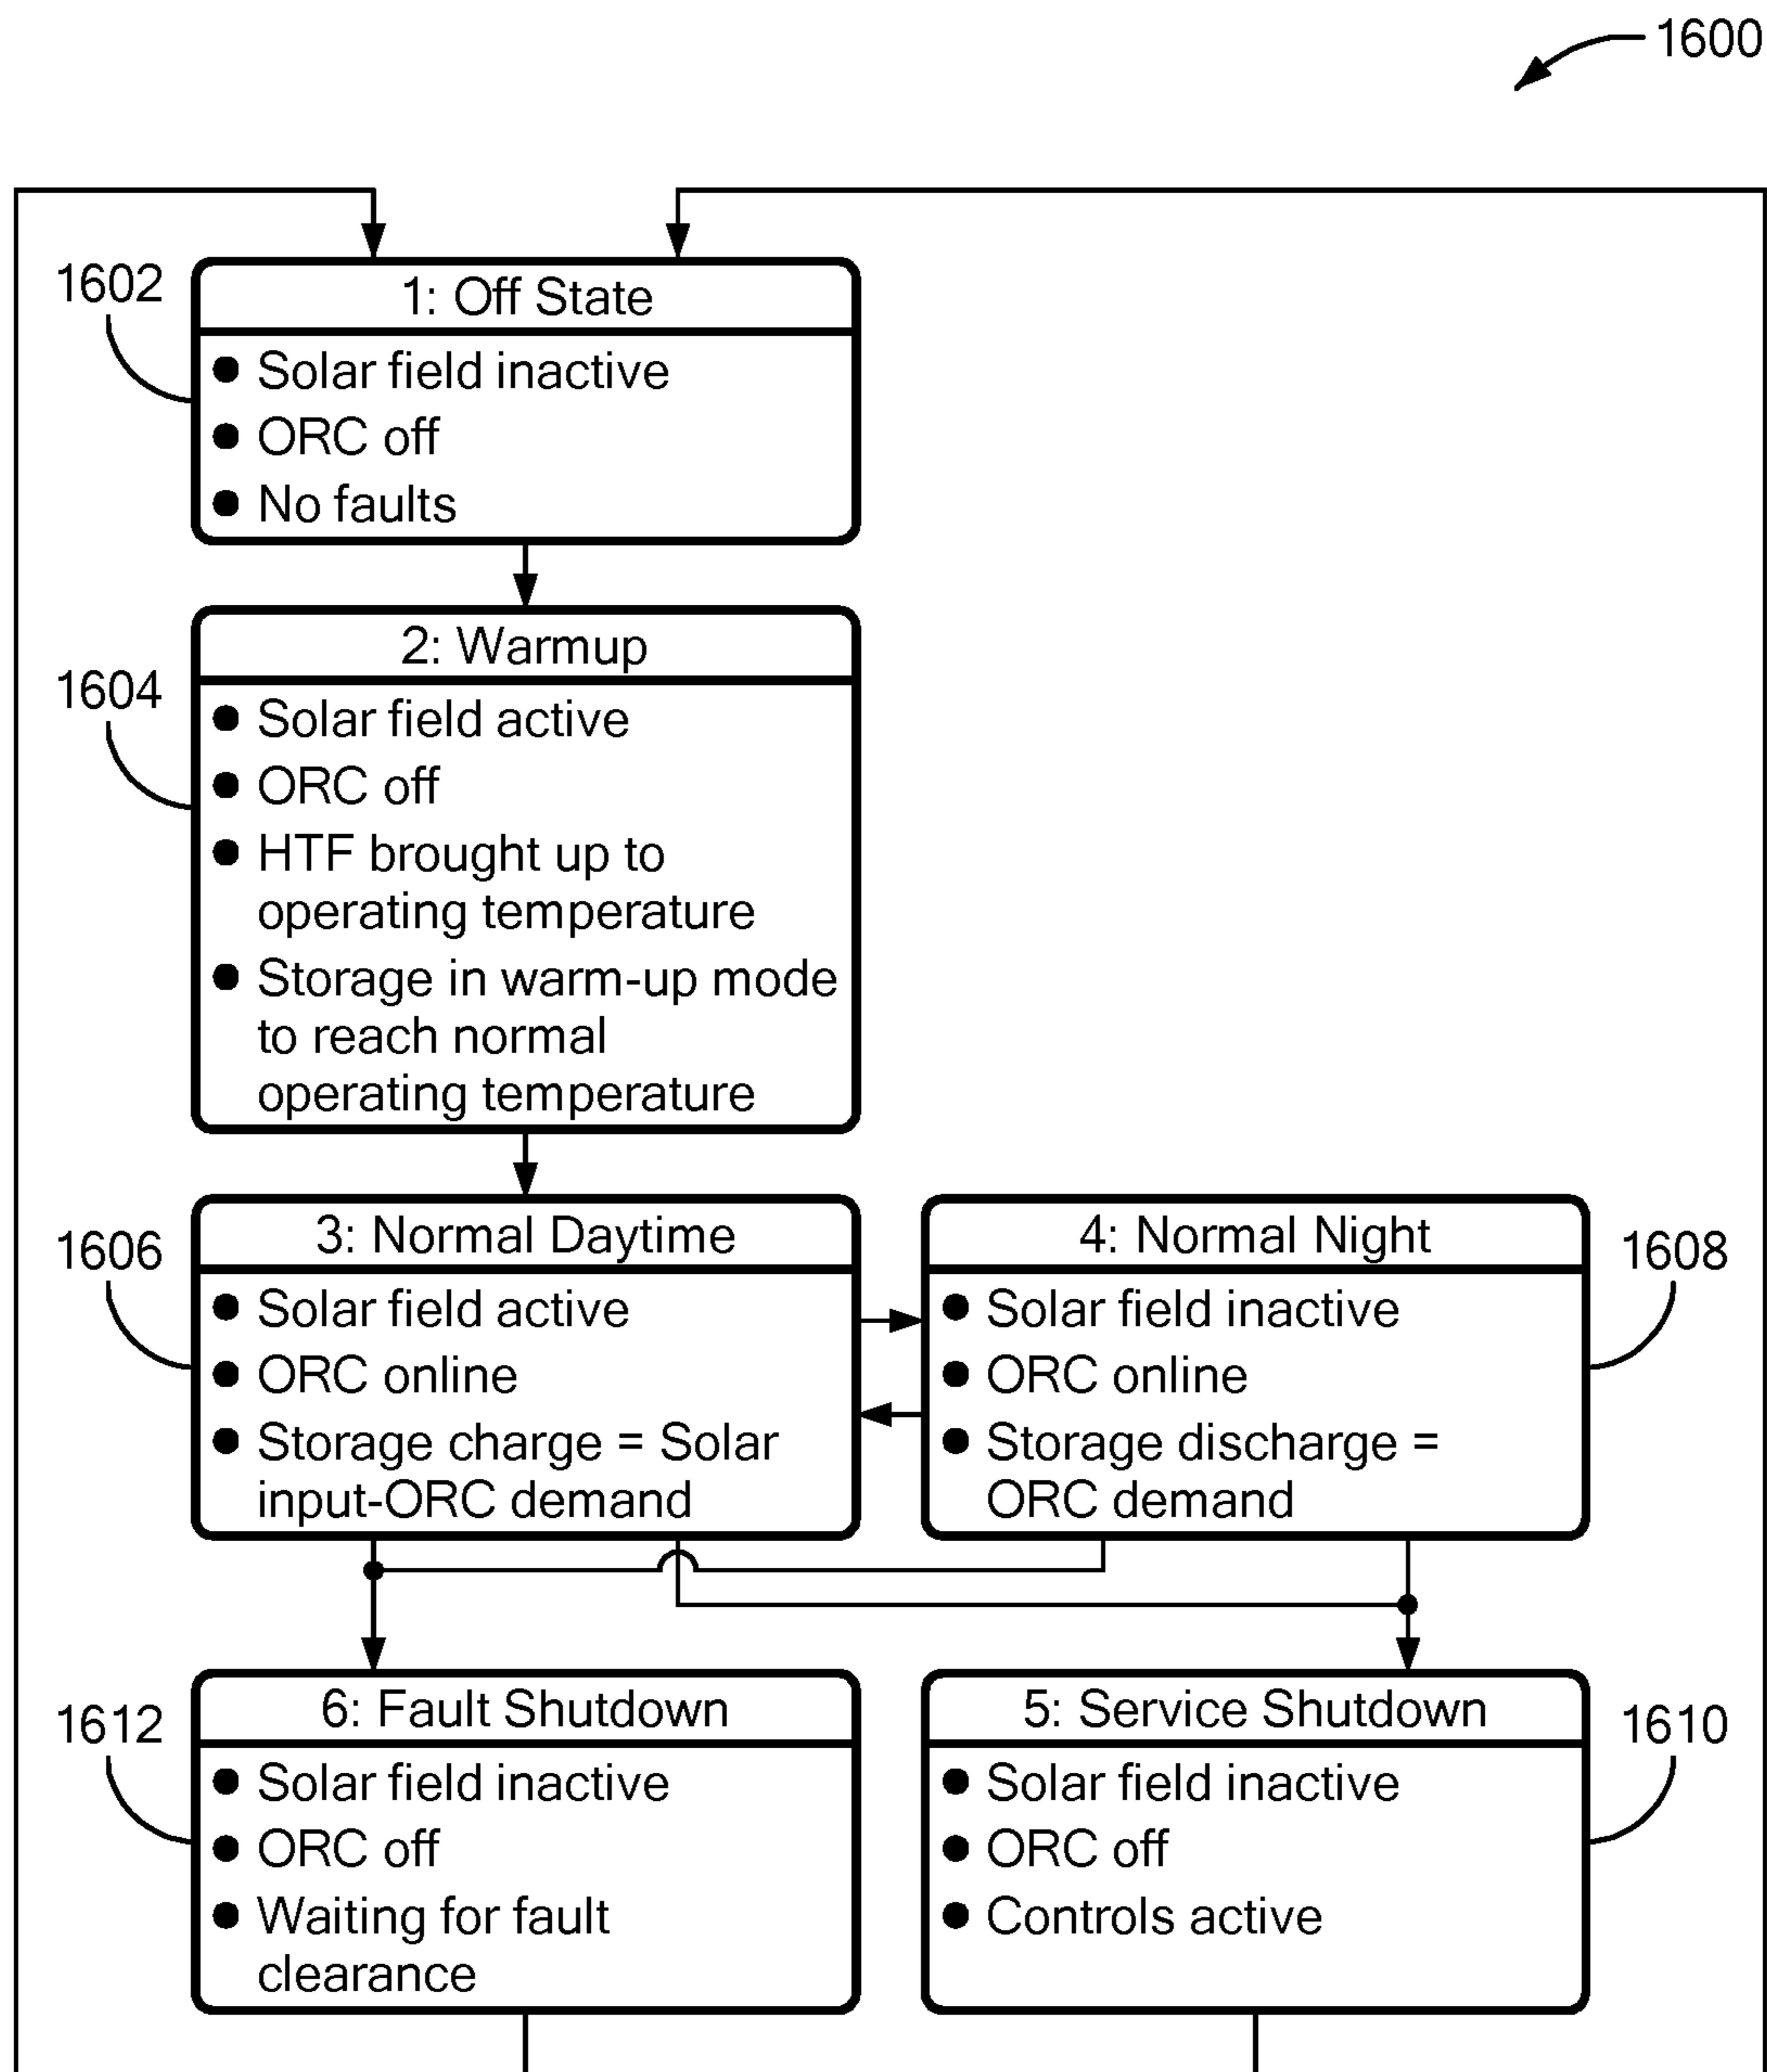 1600
1602
1: Off State
● Solar field inactive
● ORC off
● No faults
1604
2: Warmup
● Solar field active
● ORC off
● HTF brought up to
operating temperature
● Storage in warm-up mode
to reach normal
operating temperature
1606
3: Normal Daytime
● Solar field active
● ORC online
● Storage charge = Solar
input-ORC demand
4: Normal Night
1608
● Solar field inactive
● ORC online
● Storage discharge =
ORC demand
1612
6: Fault Shutdown
● Solar field inactive
● ORC off
● Waiting for fault
clearance
5: Service Shutdown
1610
● Solar field inactive
● ORC off
● Controls active